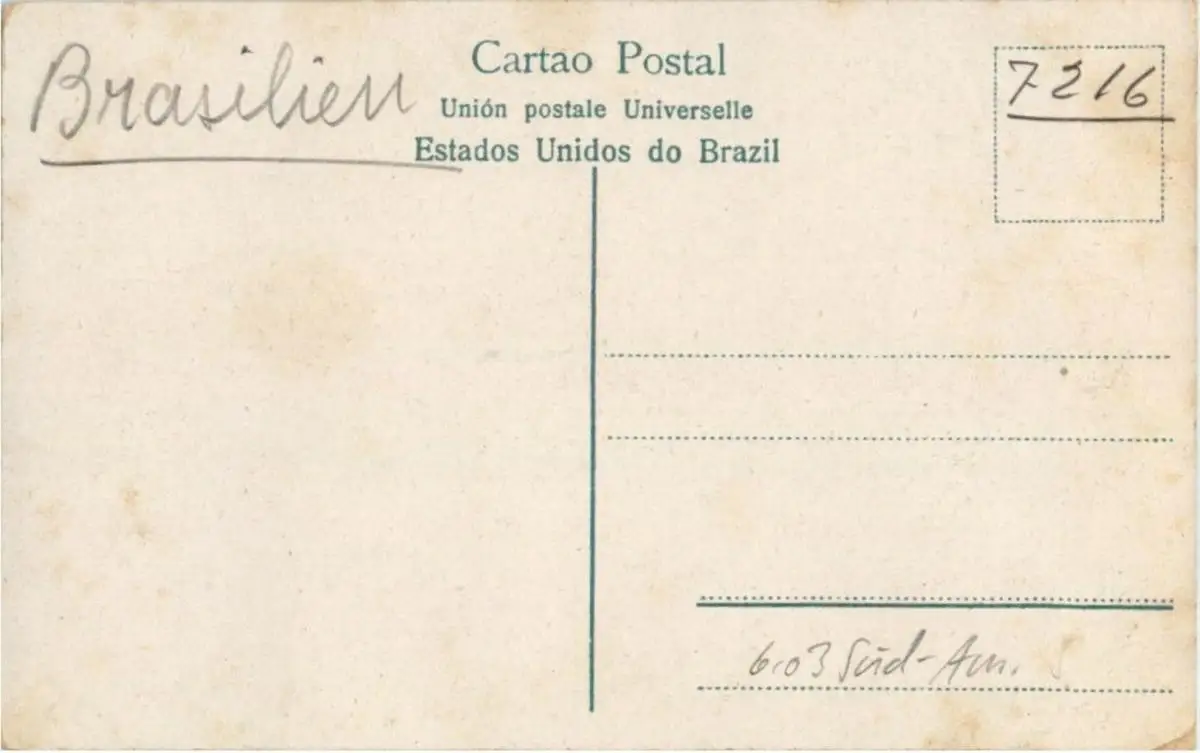 Brasilien
Cartao Postal
Unión postale Universelle
Estados Unidos do Brazil
7216
6.03 Süd-Am.